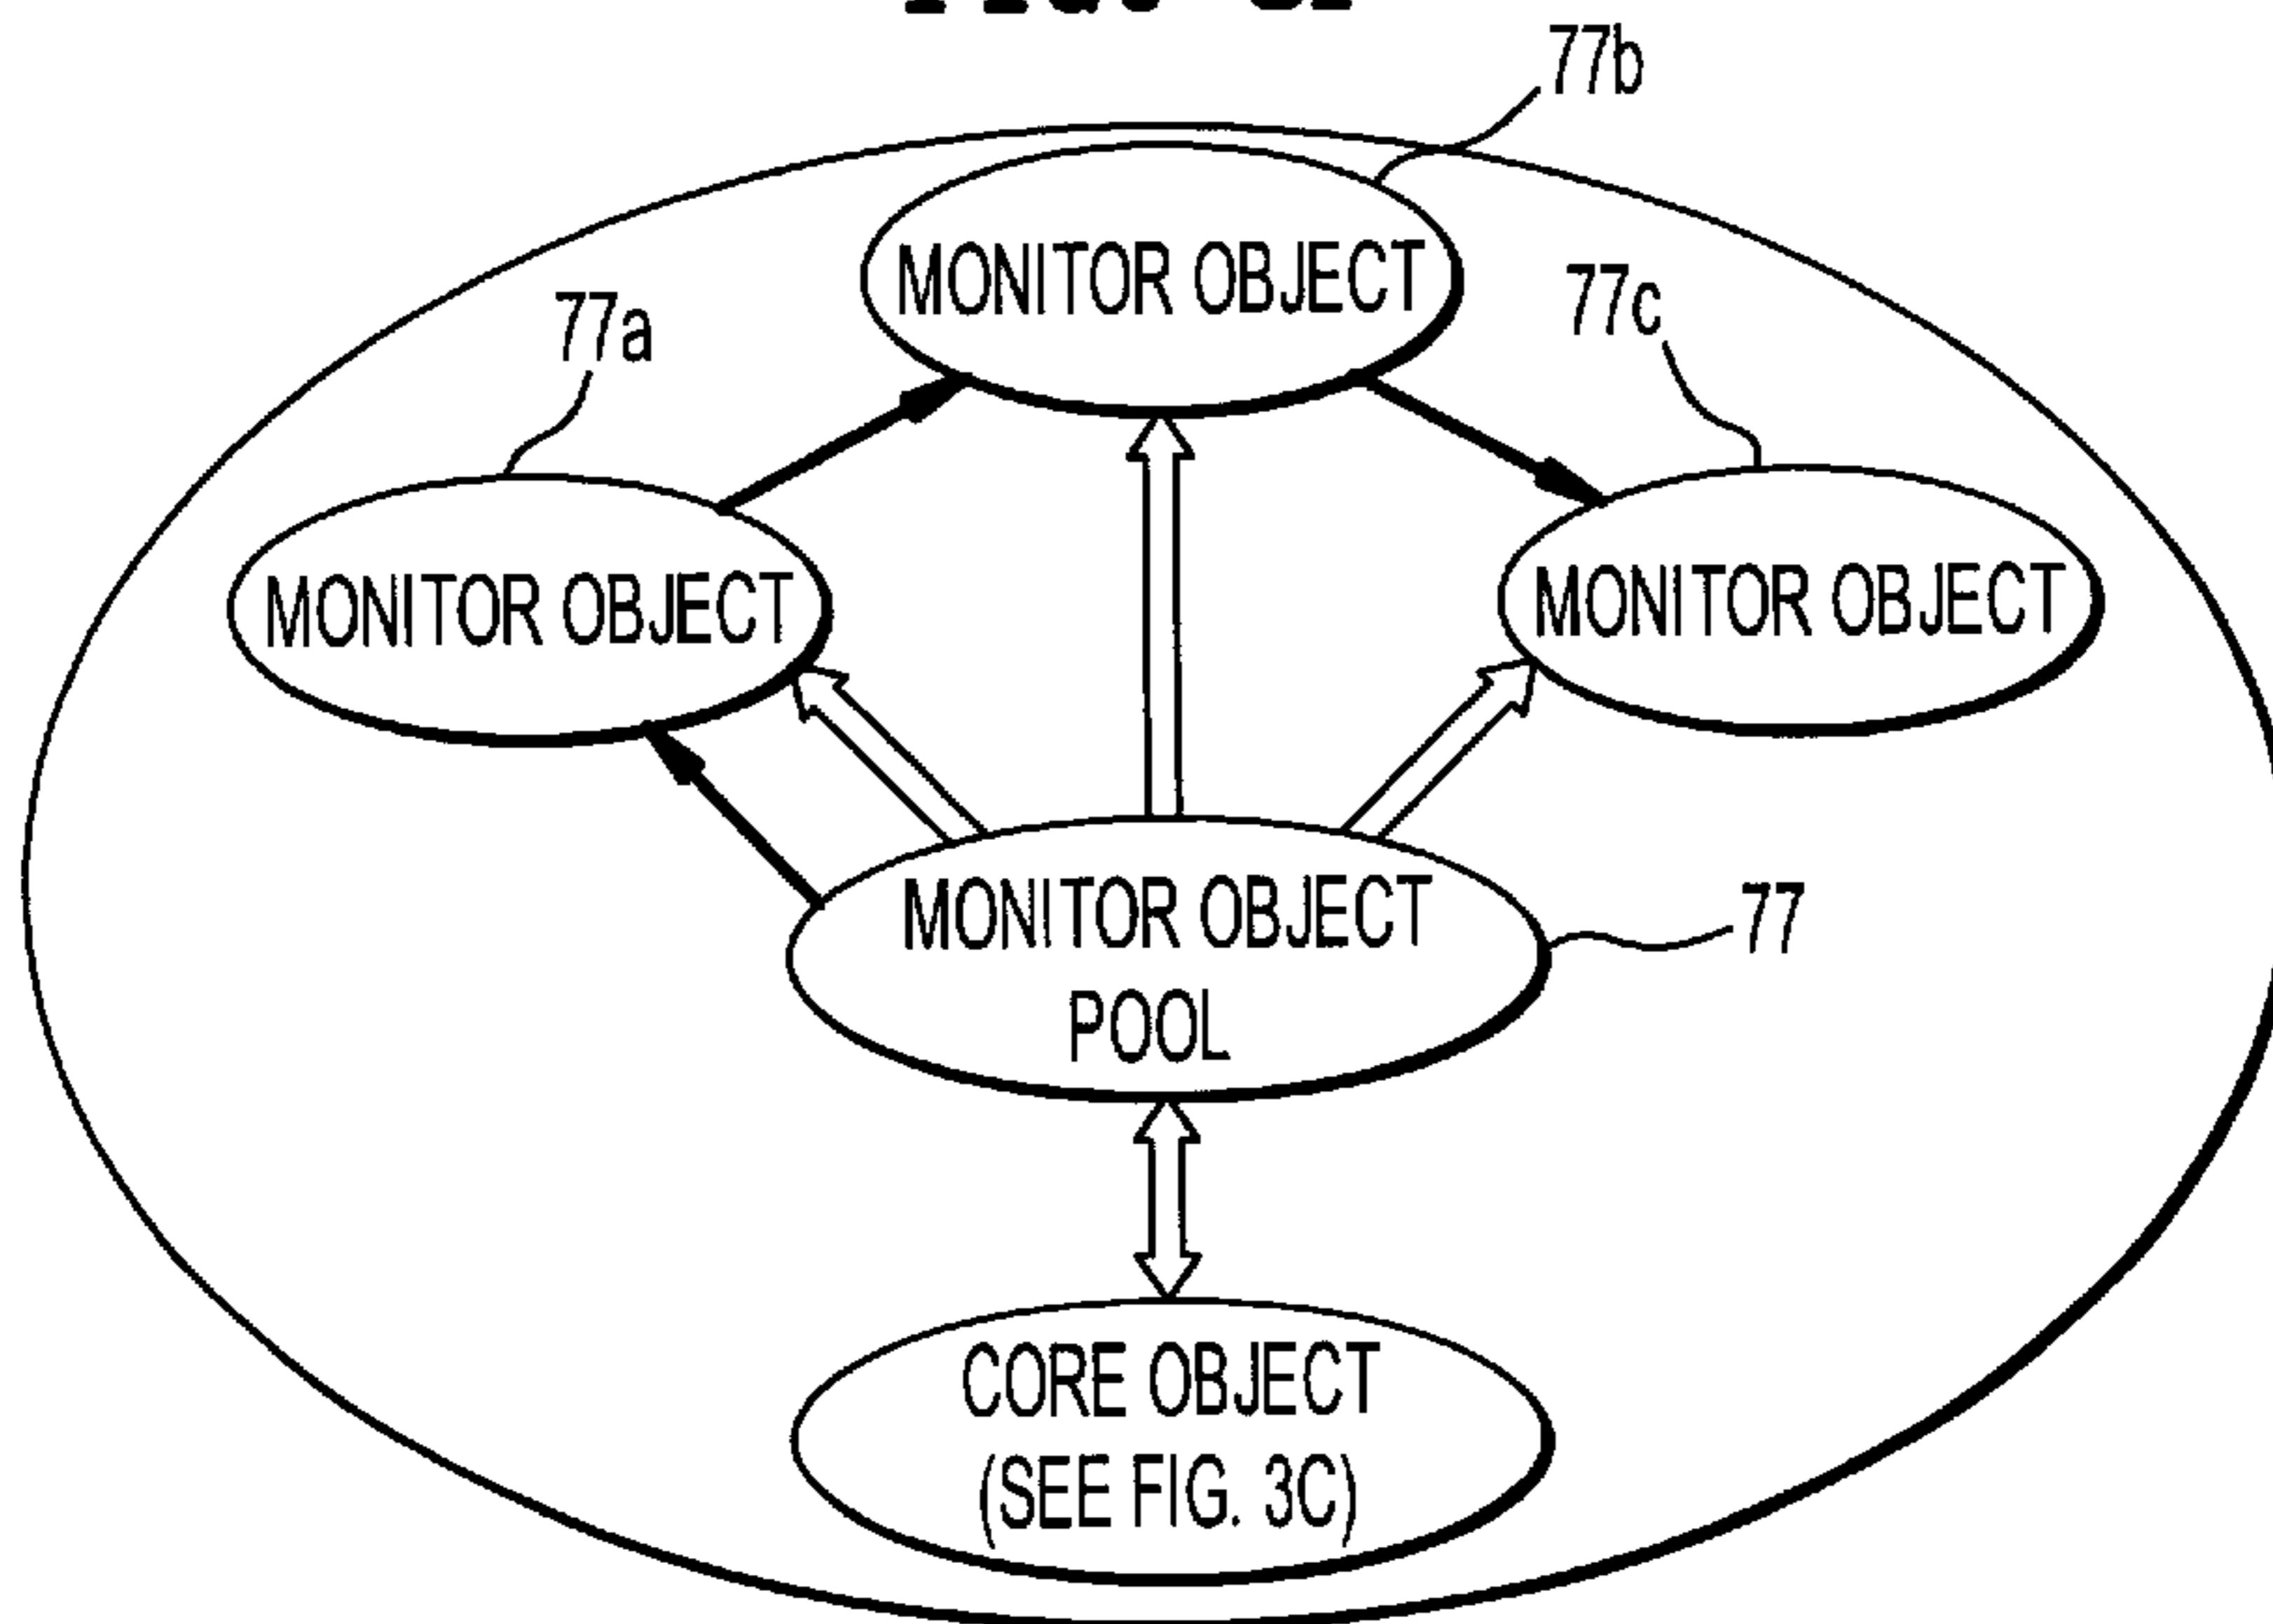 77b
MONITOR OBJECT
77a
77c
MONITOR OBJECT
MONITOR OBJECT
MONITOR OBJECT
POOL
77
CORE OBJECT
(SEE FIG. 3C)